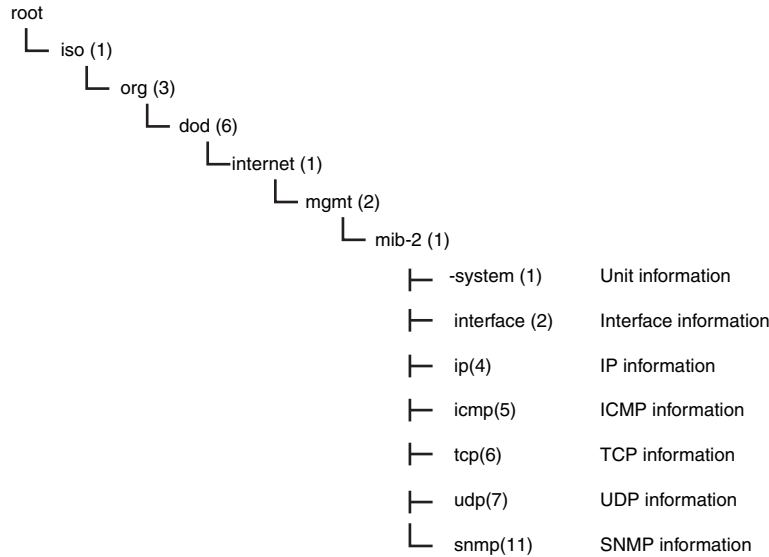 root
iso (1)
org (3)
dod (6)
internet (1)
mgmt (2)
mib-2 (1)
-system (1) Unit information
interface (2) Interface information
ip(4) IP information
icmp(5) ICMP information
tcp(6) TCP information
udp(7) UDP information
snmp(11) SNMP information